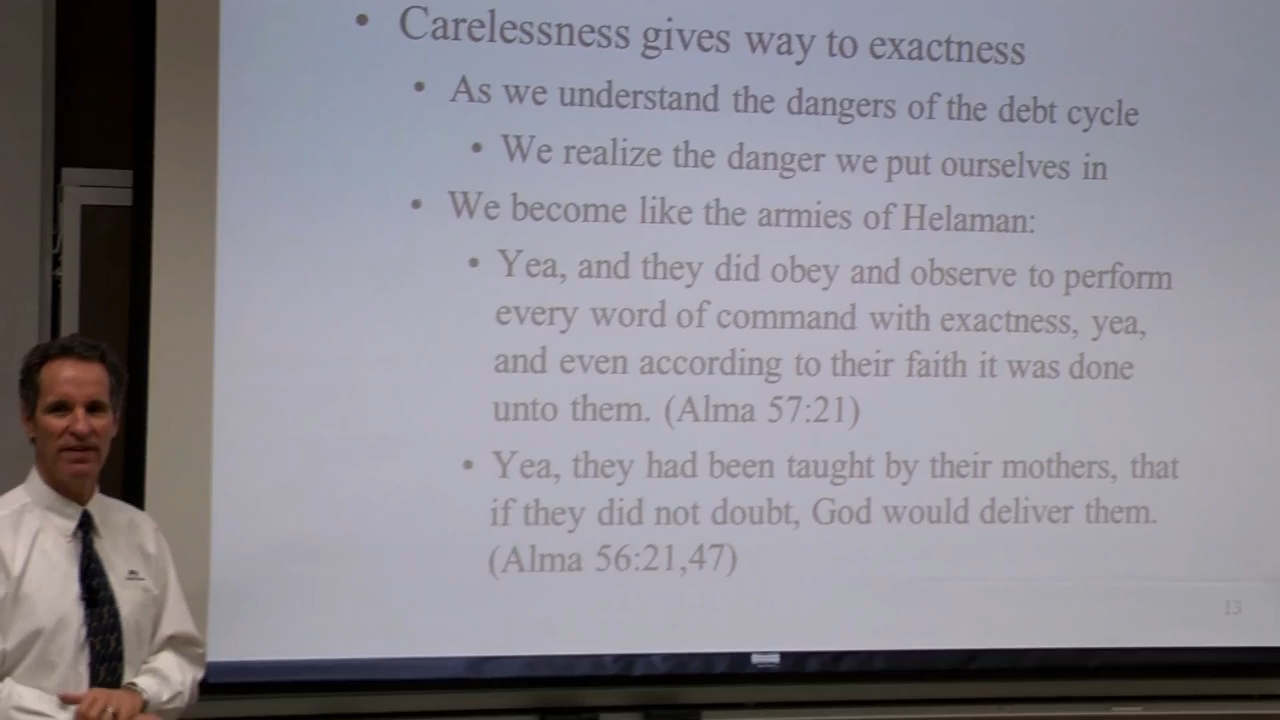 • Carelessness gives way to exactness
• As we understand the dangers of the debt cycle
• We realize the danger we put ourselves in
• We become like the armies of Helaman:
• Yea, and they did obey and observe to perform
every word of command with exactness, yea,
and even according to their faith it was done
unto them. (Alma 57:21)
• Yea, they had been taught by their mothers, that
if they did not doubt, God would deliver them.
(Alma 56:21,47)
13